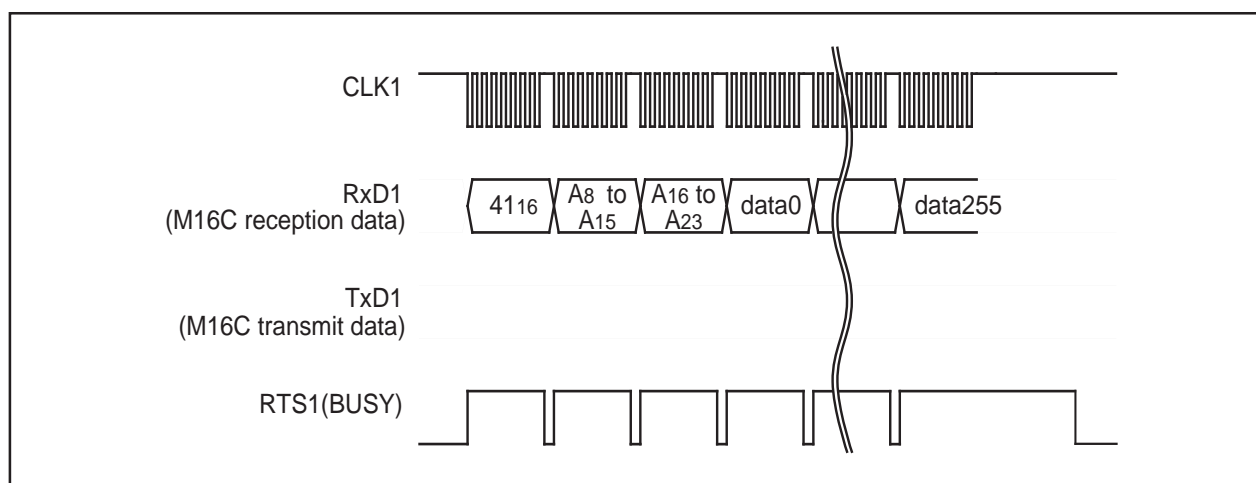 CLK1
RxD1
(M16C reception data)
4116
A8 to
A15
A16 to
A23
data0
data255
TxD1
(M16C transmit data)
RTS1(BUSY)